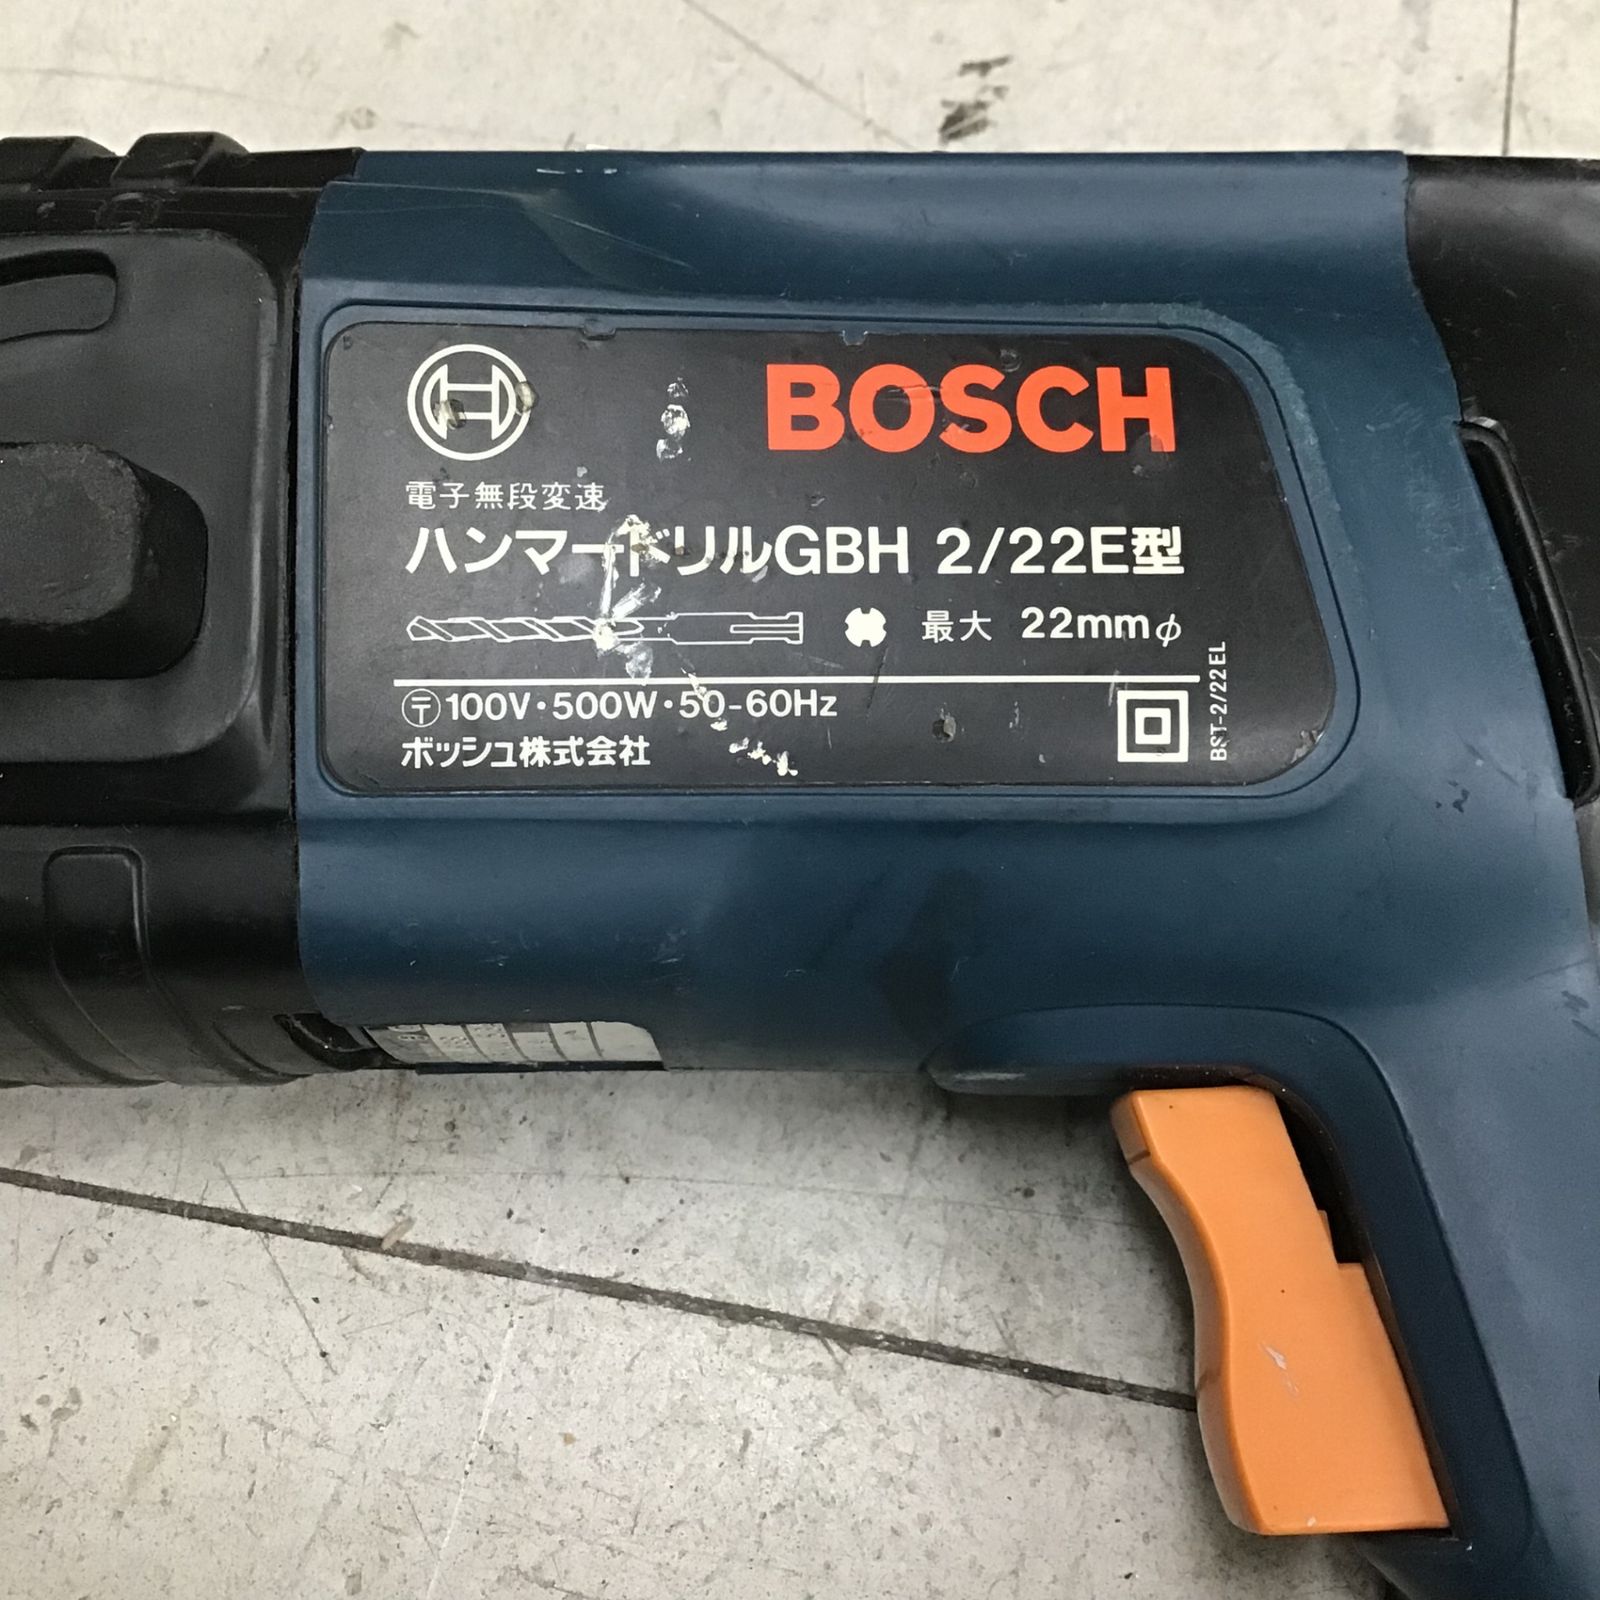 BOSCH
電子無段変速
ハンマードリルGBH 2/22E型
最大 22mmφ
〒100V・500W・50-60Hz
ボッシュ株式会社
BST-2/22EL